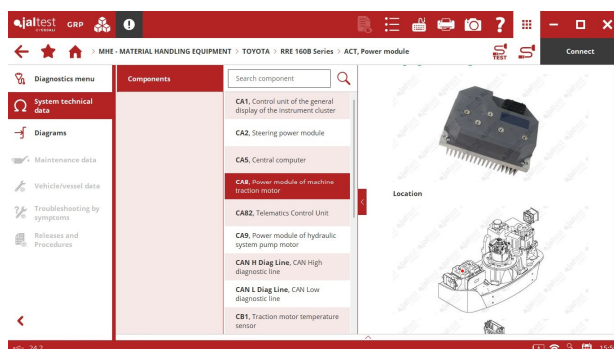 jaltest GRP
MHE - MATERIAL HANDLING EQUIPMENT > TOYOTA > RRE 160B Series > ACT, Power module
TEST
Connect
Diagnostics menu
System technical
data
Diagrams
Maintenance data
Vehicle/vessel data
Troubleshooting by
symptoms
Releases and
Procedures
Components
Search component
CA1, Control unit of the general
display of the instrument cluster
CA2, Steering power module
CA5, Central computer
CA8, Power module of machine
traction motor
CA82, Telematics Control Unit
CA9, Power module of hydraulic
system pump motor
CAN H Diag Line, CAN High
diagnostic line
CAN L Diag Line, CAN Low
diagnostic line
CB1, Traction motor temperature
sensor
Location
24.2